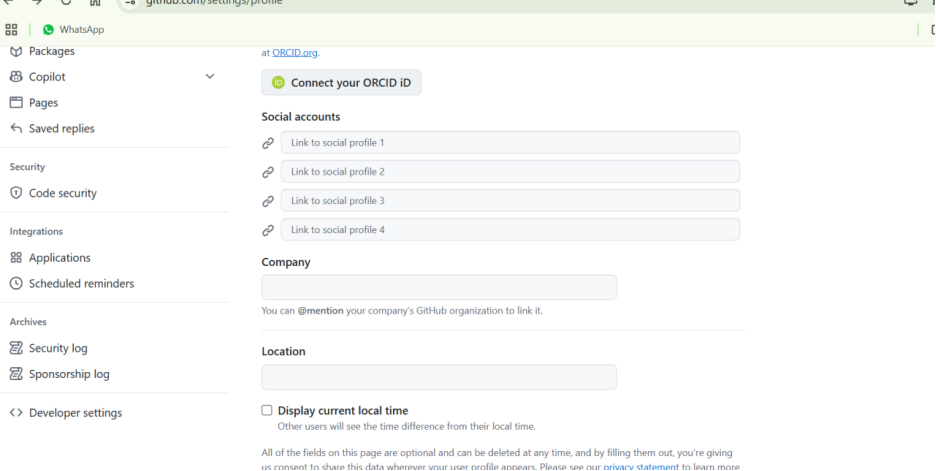 github.com/settings/profile
WhatsApp
Packages
Copilot
Pages
Saved replies
Security
Code security
Integrations
Applications
Scheduled reminders
Archives
Security log
Sponsorship log
Developer settings
at ORCID.org.
iD Connect your ORCID iD
Social accounts
Link to social profile 1
Link to social profile 2
Link to social profile 3
Link to social profile 4
Company
You can @mention your company's GitHub organization to link it.
Location
Display current local time
Other users will see the time difference from their local time.
All of the fields on this page are optional and can be deleted at any time, and by filling them out, you're giving
us consent to share this data wherever your user profile appears. Please see our privacy statement to learn more